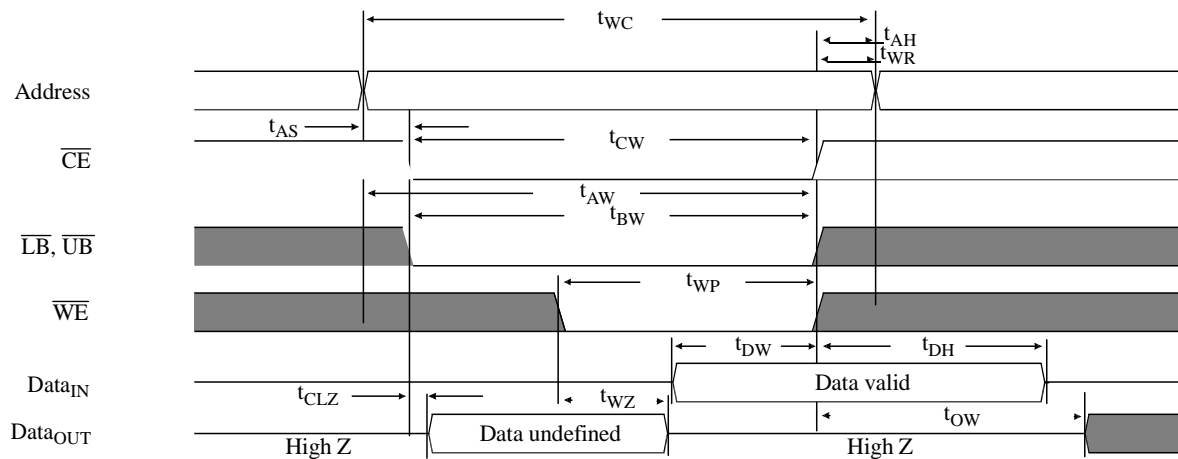 tWC
tAH
tWR
Address
tAS
tCW
CE
tAW
tBW
LB, UB
tWP
WE
tDW
tDH
DataIN
Data valid
tCLZ
tWZ
tOW
DataOUT
High Z
Data undefined
High Z